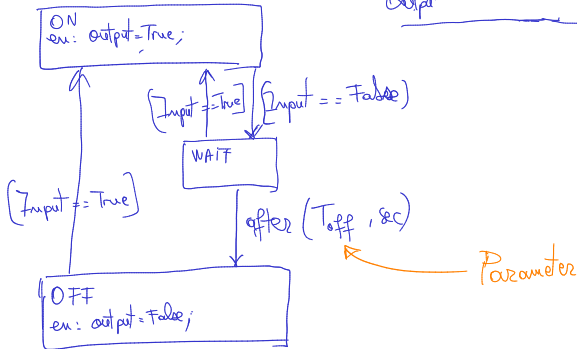 ON
en: output=True;
[Input==True]
[Input==False)
WAIT
[Input==True)
after (Toff, sec)
Parameter
OFF
en: output=False;